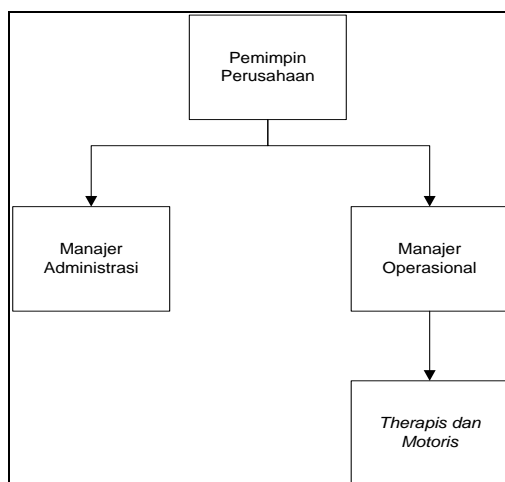 Pemimpin
Perusahaan
Manajer
Administrasi
Manajer
Operasional
Therapis dan
Motoris